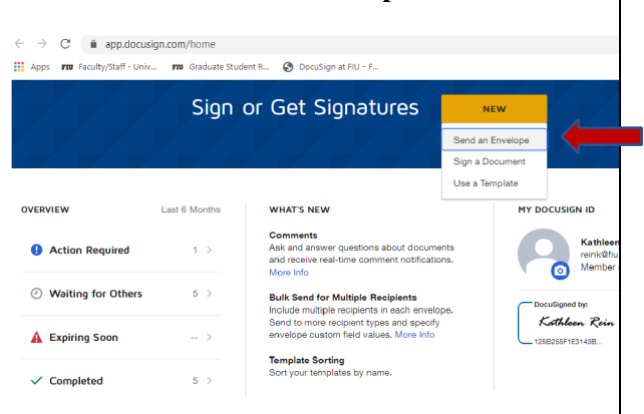 app.docusign.com/home
Apps FIU Faculty/Staff - Univ... FIU Graduate Student R... DocuSign at FIU - F...
Sign or Get Signatures
NEW
Send an Envelope
Sign a Document
Use a Template
OVERVIEW Last 6 Months
Action Required 1 >
Waiting for Others 5 >
Expiring Soon -- >
Completed 5 >
WHAT'S NEW
Comments
Ask and answer questions about documents
and receive real-time comment notifications.
More Info
Bulk Send for Multiple Recipients
Include multiple recipients in each envelope.
Send to more recipient types and specify
envelope custom field values. More Info
Template Sorting
Sort your templates by name.
MY DOCUSIGN ID
Kathleen
reink@fiu
Member
DocuSigned by:
Kathleen Rein
125B255F1E3143B...